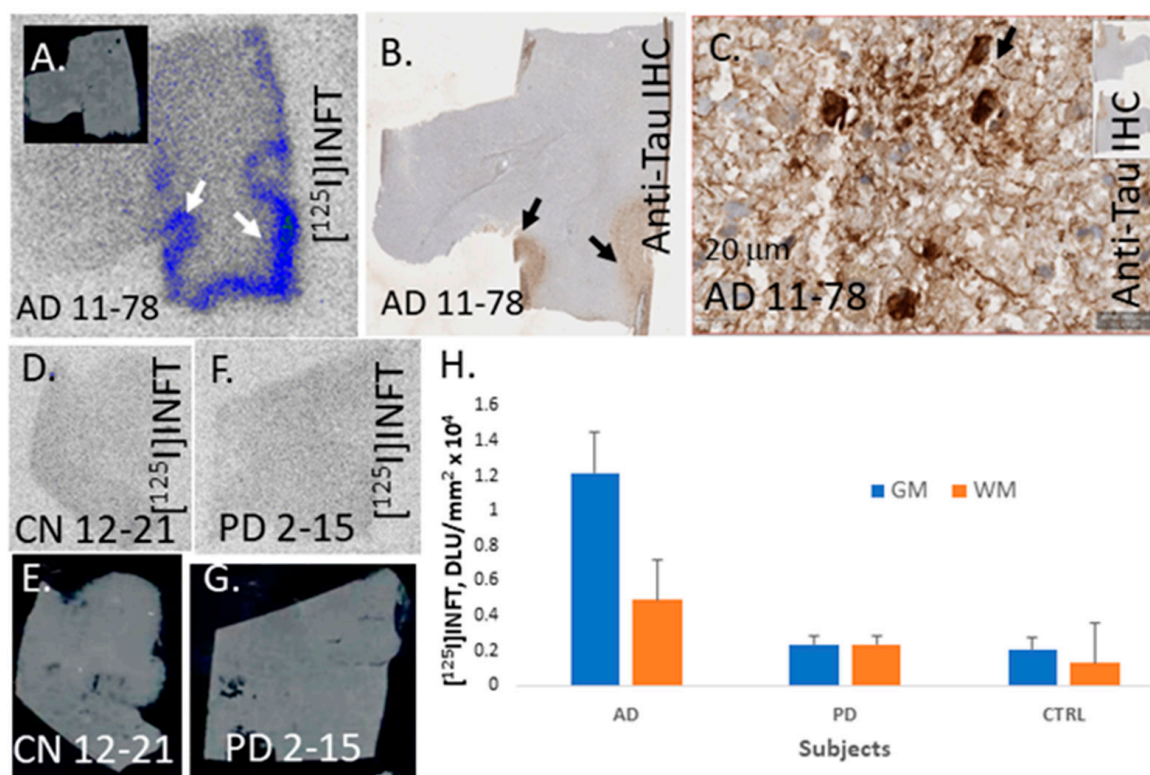 A.
[¹²⁵I]INFT
AD 11-78
B.
Anti-Tau IHC
AD 11-78
C.
Anti-Tau IHC
20 μm
AD 11-78
D.
[¹²⁵I]INFT
CN 12-21
F.
[¹²⁵I]INFT
PD 2-15
E.
CN 12-21
G.
PD 2-15
H.
[¹²⁵I]INFT, DLU/mm² x 10⁴
1.6
1.4
1.2
1
0.8
0.6
0.4
0.2
0
GM WM
AD PD CTRL
Subjects